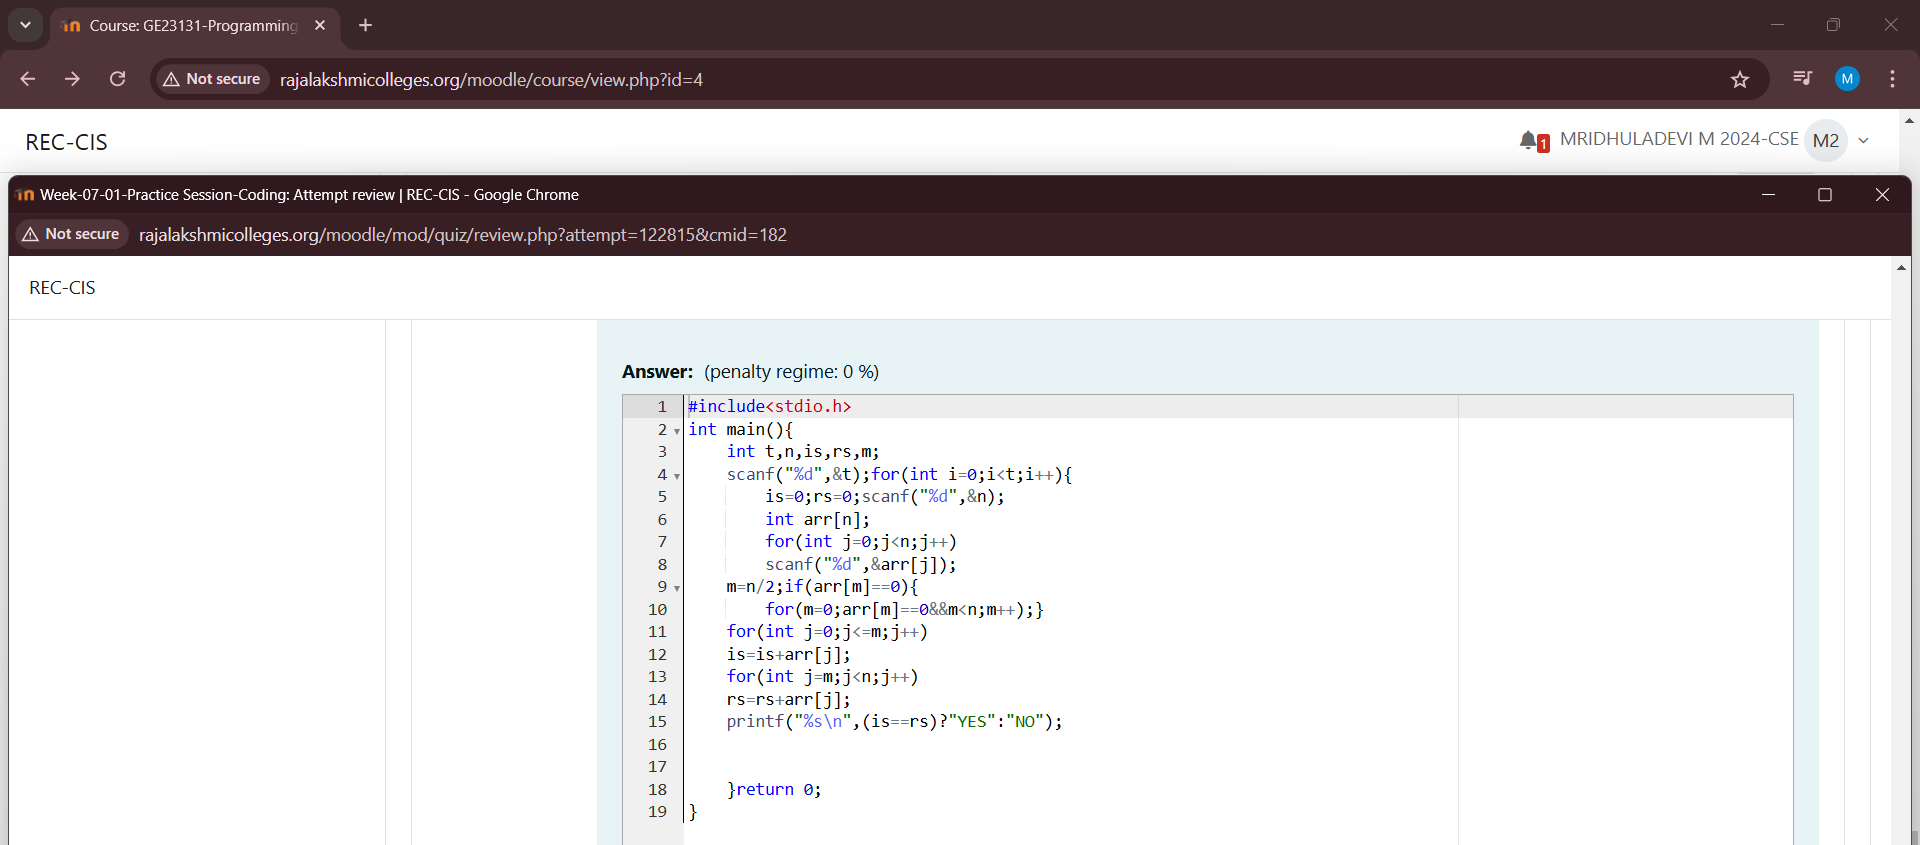 Course: GE23131-Programming
Not secure
rajalakshmicolleges.org/moodle/course/view.php?id=4
M
REC-CIS
1
MRIDHULADEVI M 2024-CSE
M2
Week-07-01-Practice Session-Coding: Attempt review | REC-CIS - Google Chrome
Not secure
rajalakshmicolleges.org/moodle/mod/quiz/review.php?attempt=122815&cmid=182
REC-CIS
Answer: (penalty regime: 0 %)
1 #include<stdio.h>
2 int main(){
3 int t,n,is,rs,m;
4 scanf("%d",&t);for(int i=0;i<t;i++){
5 is=0;rs=0;scanf("%d",&n);
6 int arr[n];
7 for(int j=0;j<n;j++)
8 scanf("%d",&arr[j]);
9 m=n/2;if(arr[m]==0){
10 for(m=0;arr[m]==0&&m<n;m++);}
11 for(int j=0;j<=m;j++)
12 is=is+arr[j];
13 for(int j=m;j<n;j++)
14 rs=rs+arr[j];
15 printf("%s\n",(is==rs)?"YES":"NO");
16
17
18 }return 0;
19 }